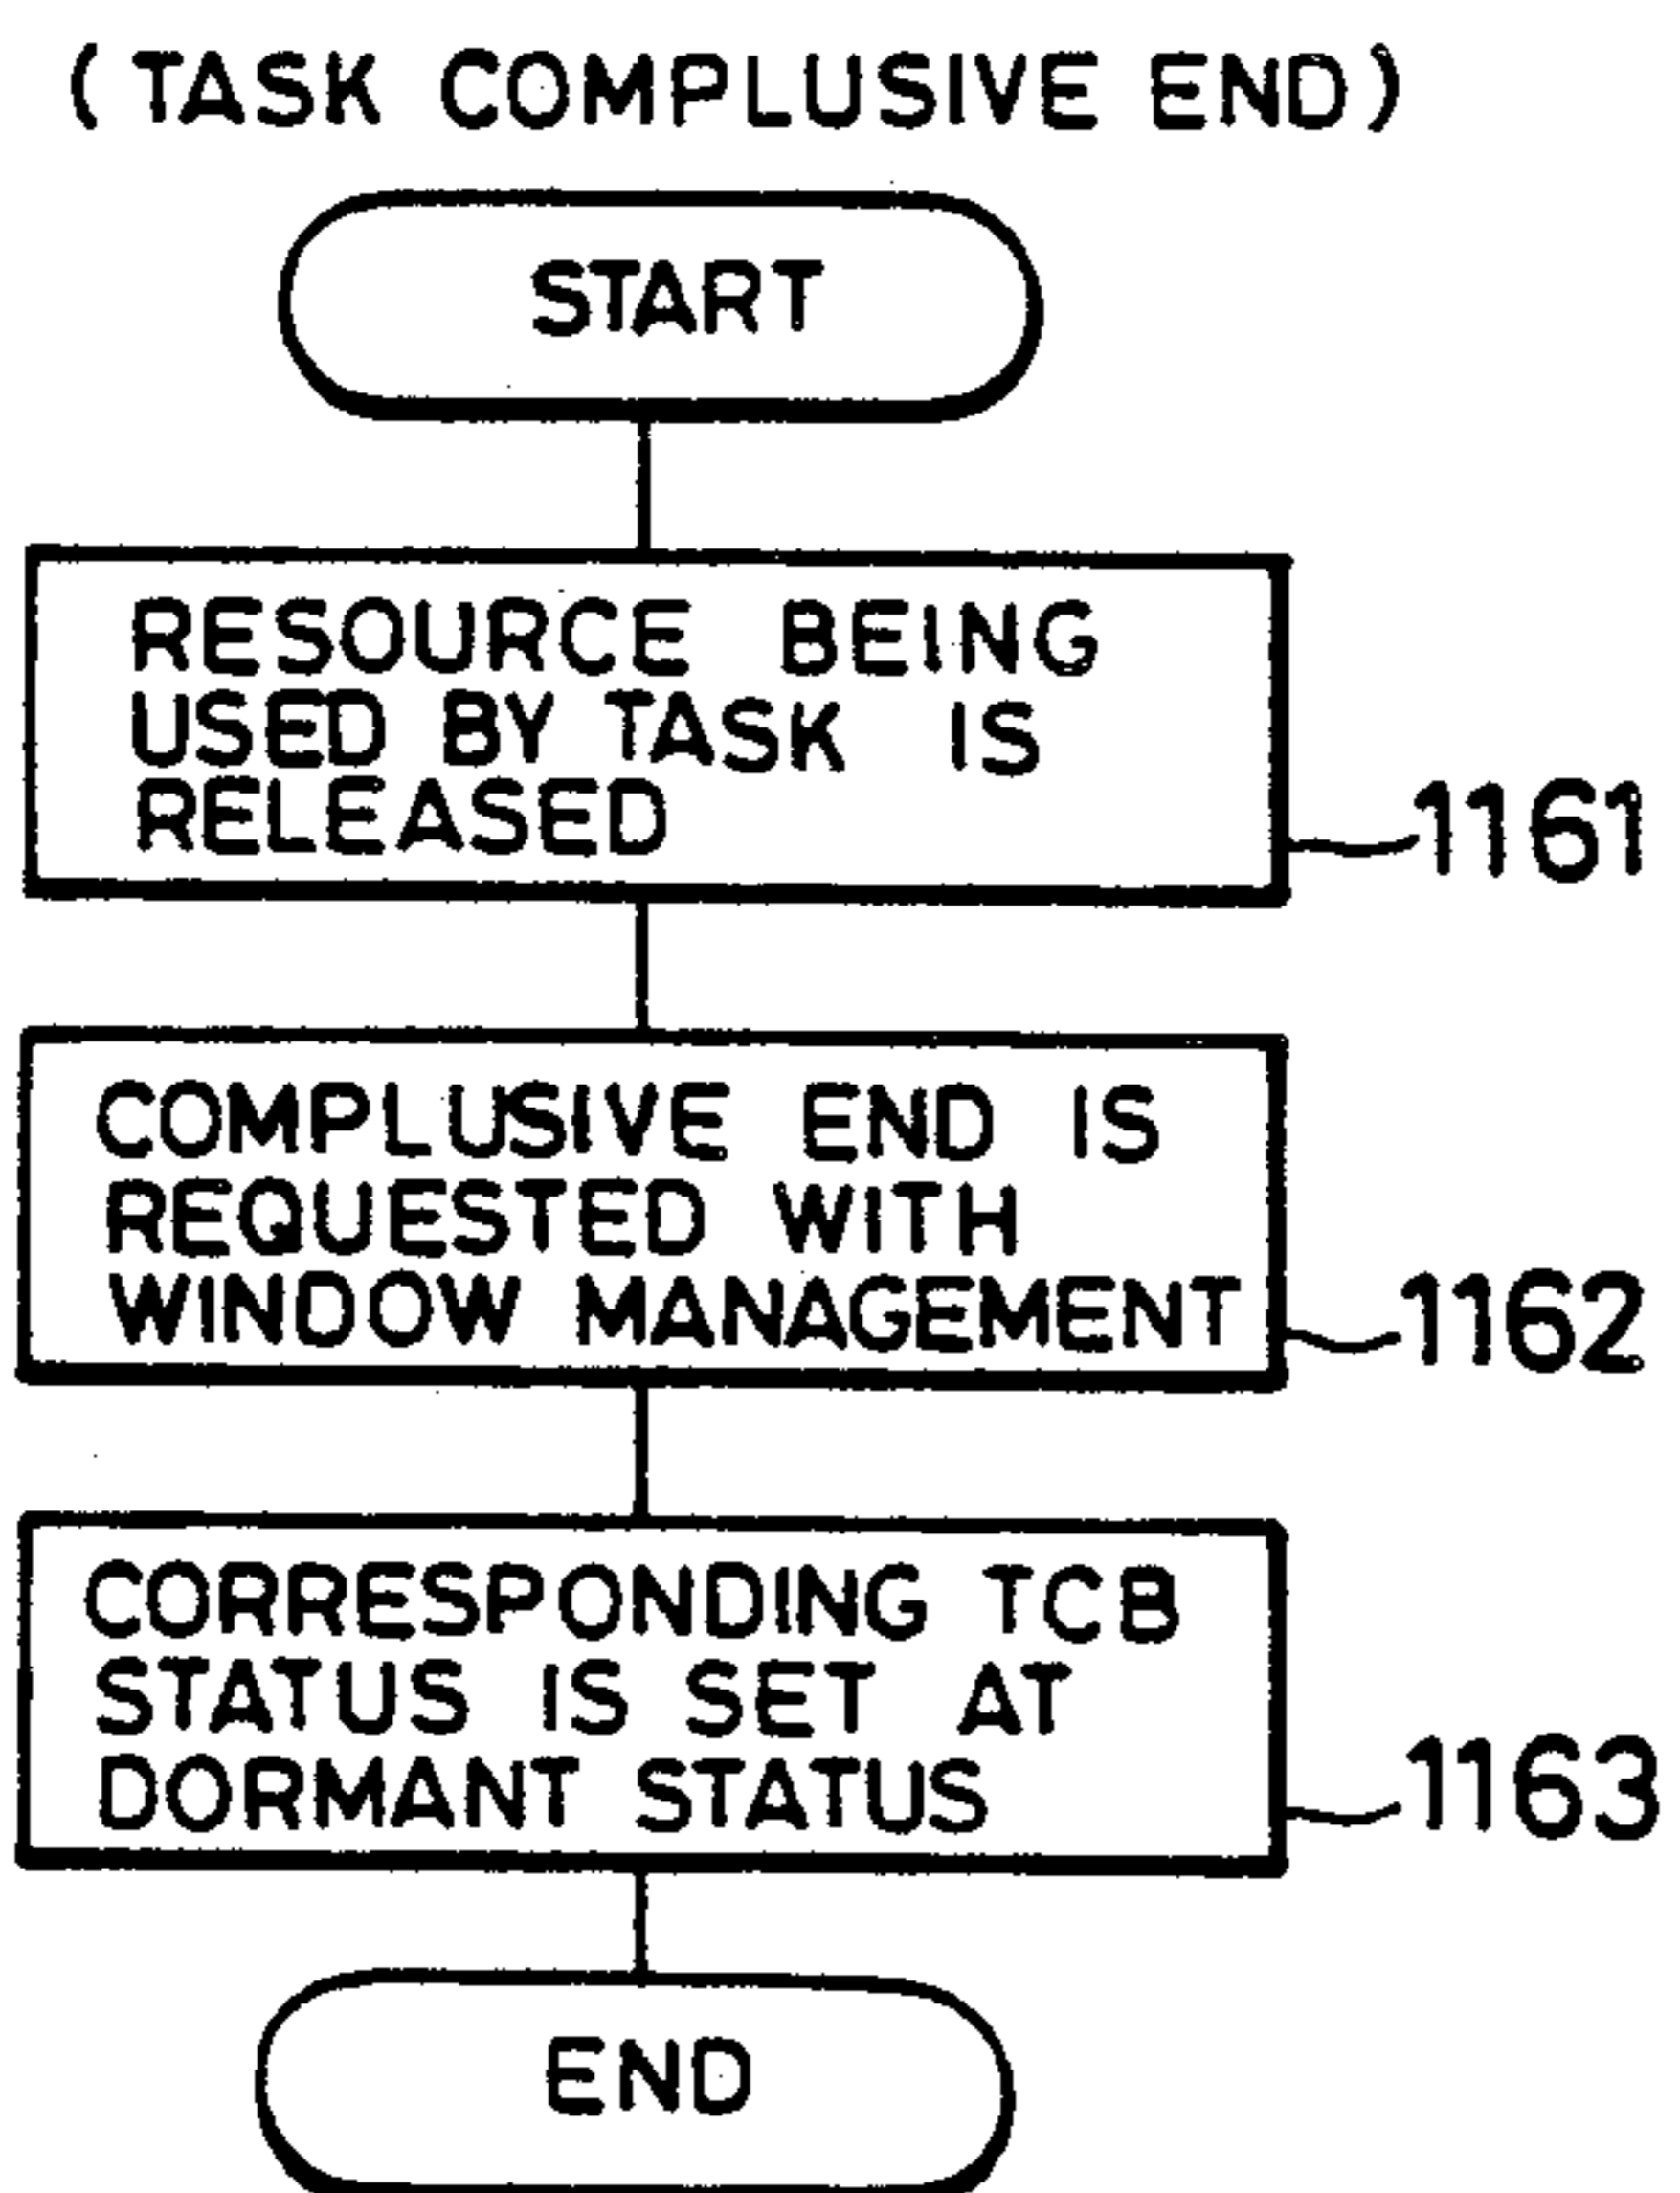 (TASK COMPLUSIVE END)
START
RESOURCE BEING
USED BY TASK IS
RELEASED
1161
COMPLUSIVE END IS
REQUESTED WITH
WINDOW MANAGEMENT
1162
CORRESPONDING TCB
STATUS IS SET AT
DORMANT STATUS
1163
END